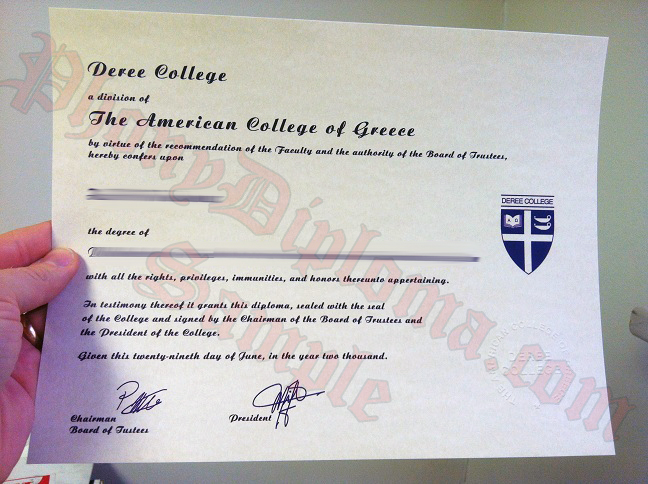 Deree College
a division of
The American College of Greece
by virtue of the recommendation of the Faculty and the authority of the Board of Trustees,
hereby confers upon
the degree of
with all the rights, privileges, immunities, and honors thereunto appertaining.
In testimony thereof it grants this diploma, sealed with the seal
of the College and signed by the Chairman of the Board of Trustees and
the President of the College.
Given this twenty-ninth day of June, in the year two thousand.
Chairman
Board of Tustees
President
DEREE COLLEGE
PhonyDiploma.com
Sample